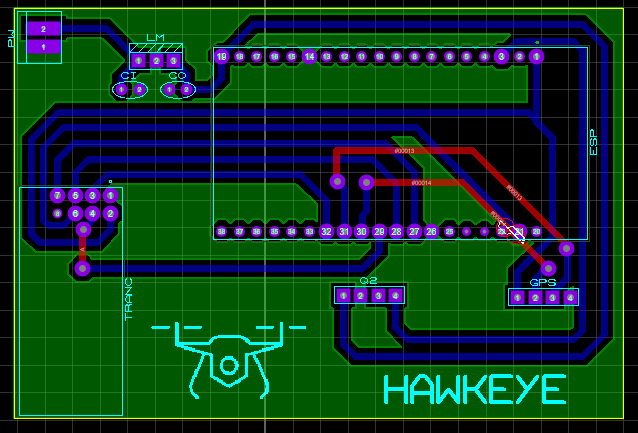 PW
2
1
LM
1 2 3
CI CO
1 2 1 2
19 18 17 16 15 14 13 12 11 10 9 8 7 6 5 4 3 2 1
ESP
#00013
#00014
#00013
7 5 3 1
8 6 4 2
38 37 36 35 34 33 32 31 30 29 28 27 26 25 21 20
TRANC
Q2
1 2 3 4
GPS
1 2 3 4
HAWKEYE